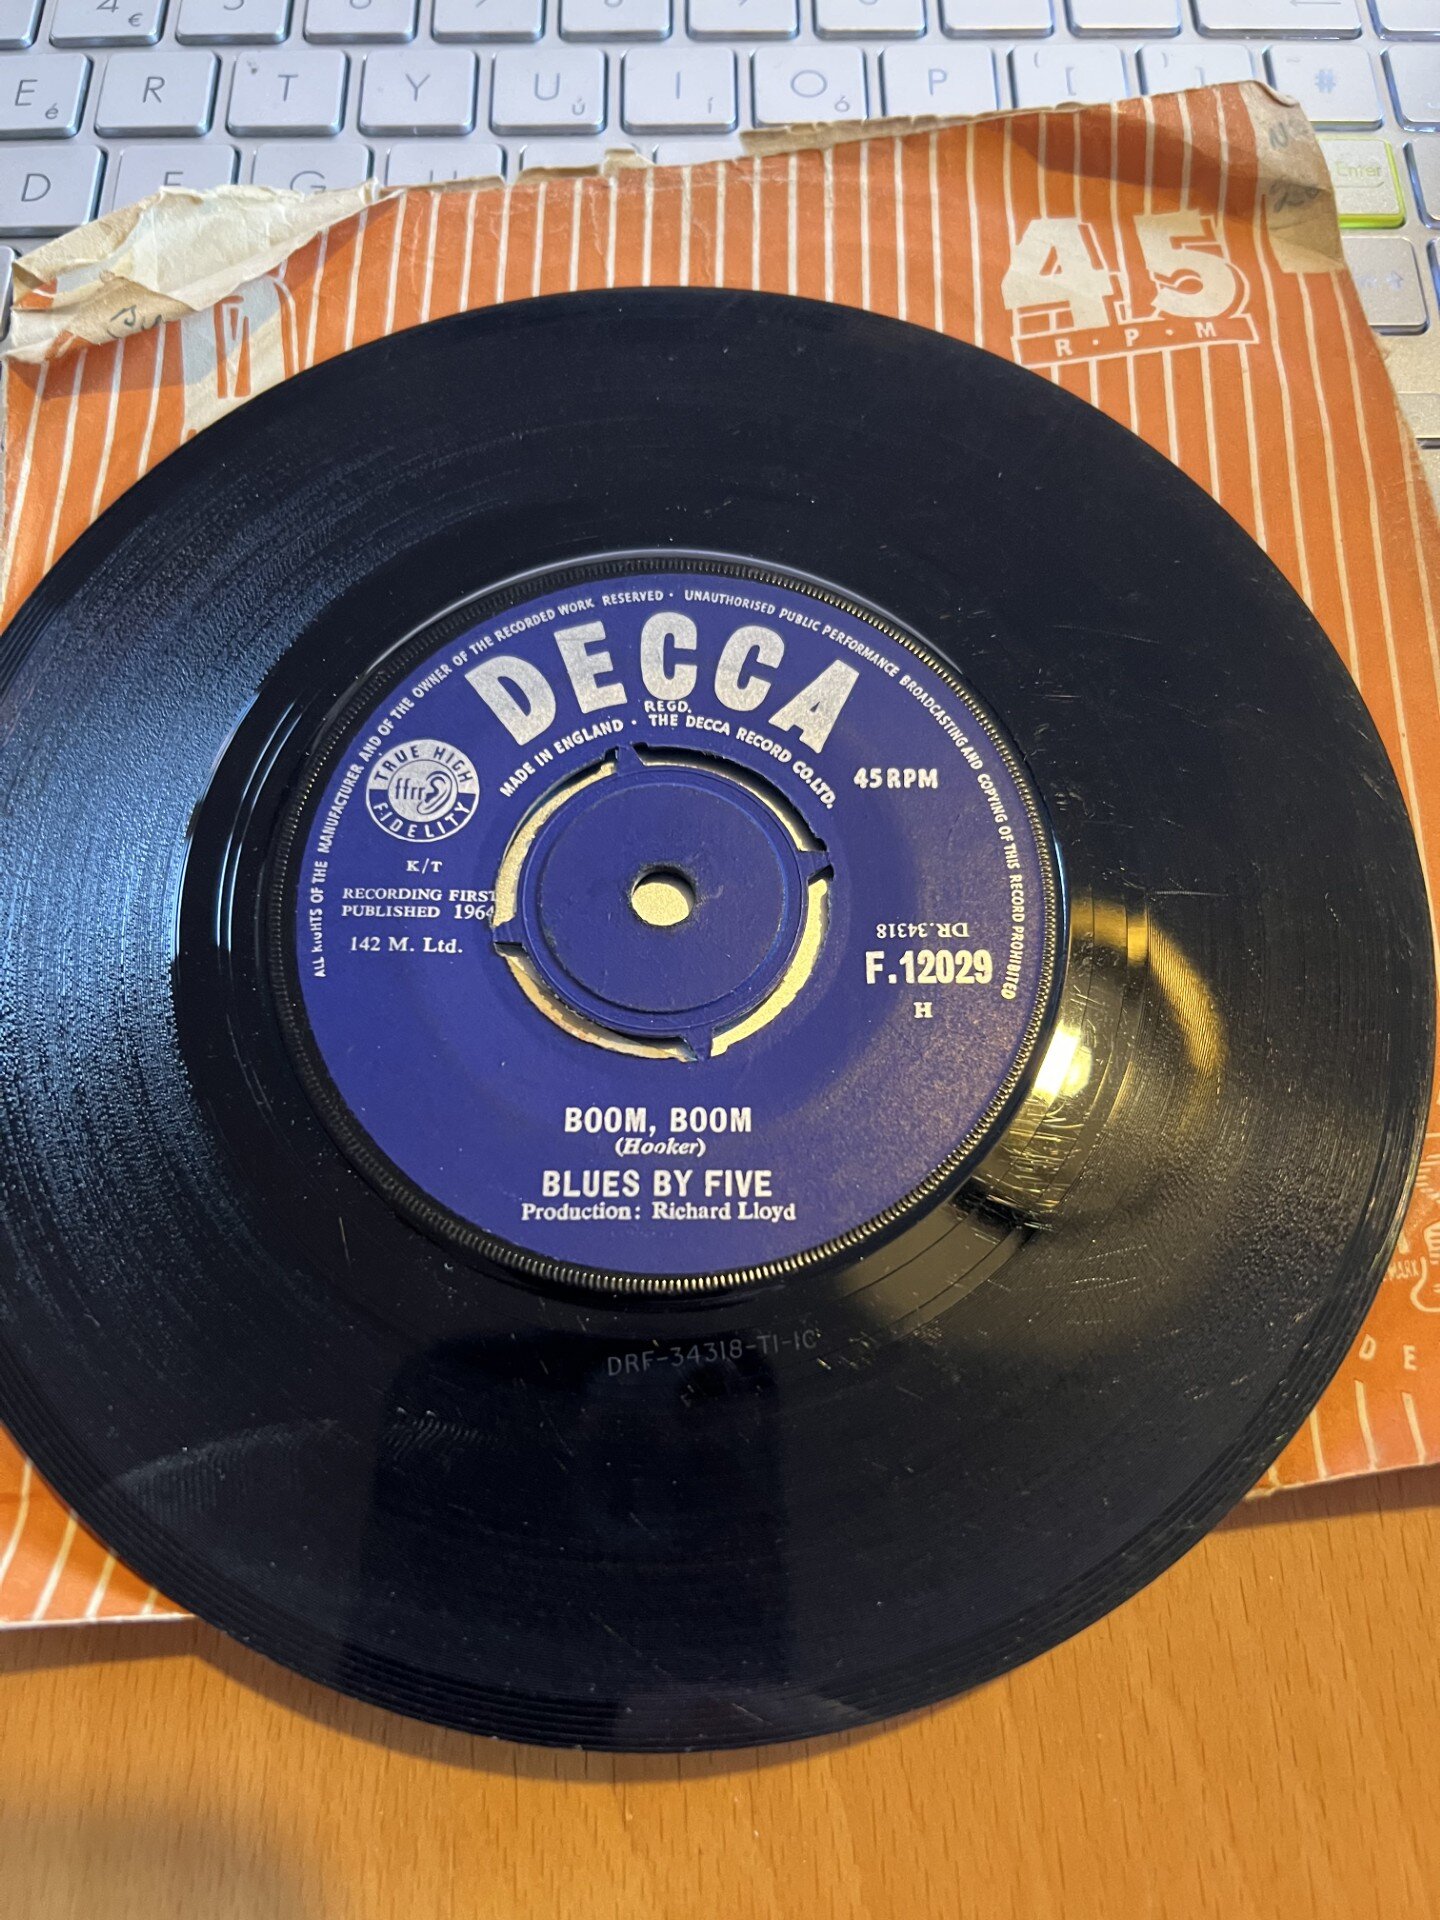 4 €
E é R T Y U ú I í O ó P [ { ] } #
D F G
Enter
45
R · P · M
ALL RIGHTS OF THE MANUFACTURER AND OF THE OWNER OF THE RECORDED WORK RESERVED · UNAUTHORISED PUBLIC PERFORMANCE BROADCASTING AND COPYING OF THIS RECORD PROHIBITED
DECCA
REGD.
MADE IN ENGLAND · THE DECCA RECORD CO. LTD.
TRUE HIGH
ffrr
FIDELITY
45 RPM
K/T
RECORDING FIRST
PUBLISHED 1964
142 M. Ltd.
DR.34318
F.12029
H
BOOM, BOOM
(Hooker)
BLUES BY FIVE
Production: Richard Lloyd
DRF-34318-T1-1C
D E